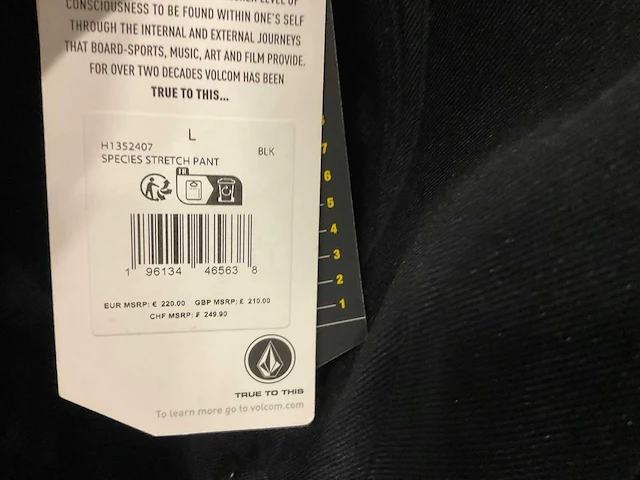 CONSCIOUSNESS TO BE FOUND WITHIN ONE'S SELF
THROUGH THE INTERNAL AND EXTERNAL JOURNEYS
THAT BOARD-SPORTS, MUSIC, ART AND FILM PROVIDE.
FOR OVER TWO DECADES VOLCOM HAS BEEN
TRUE TO THIS...
L
H1352407 BLK
SPECIES STRETCH PANT
FR
1 96134 46563 8
EUR MSRP: € 220.00 GBP MSRP: £ 210.00
CHF MSRP: ₣ 249.90
TRUE TO THIS
To learn more go to volcom.com
7
6
5
4
3
2
1